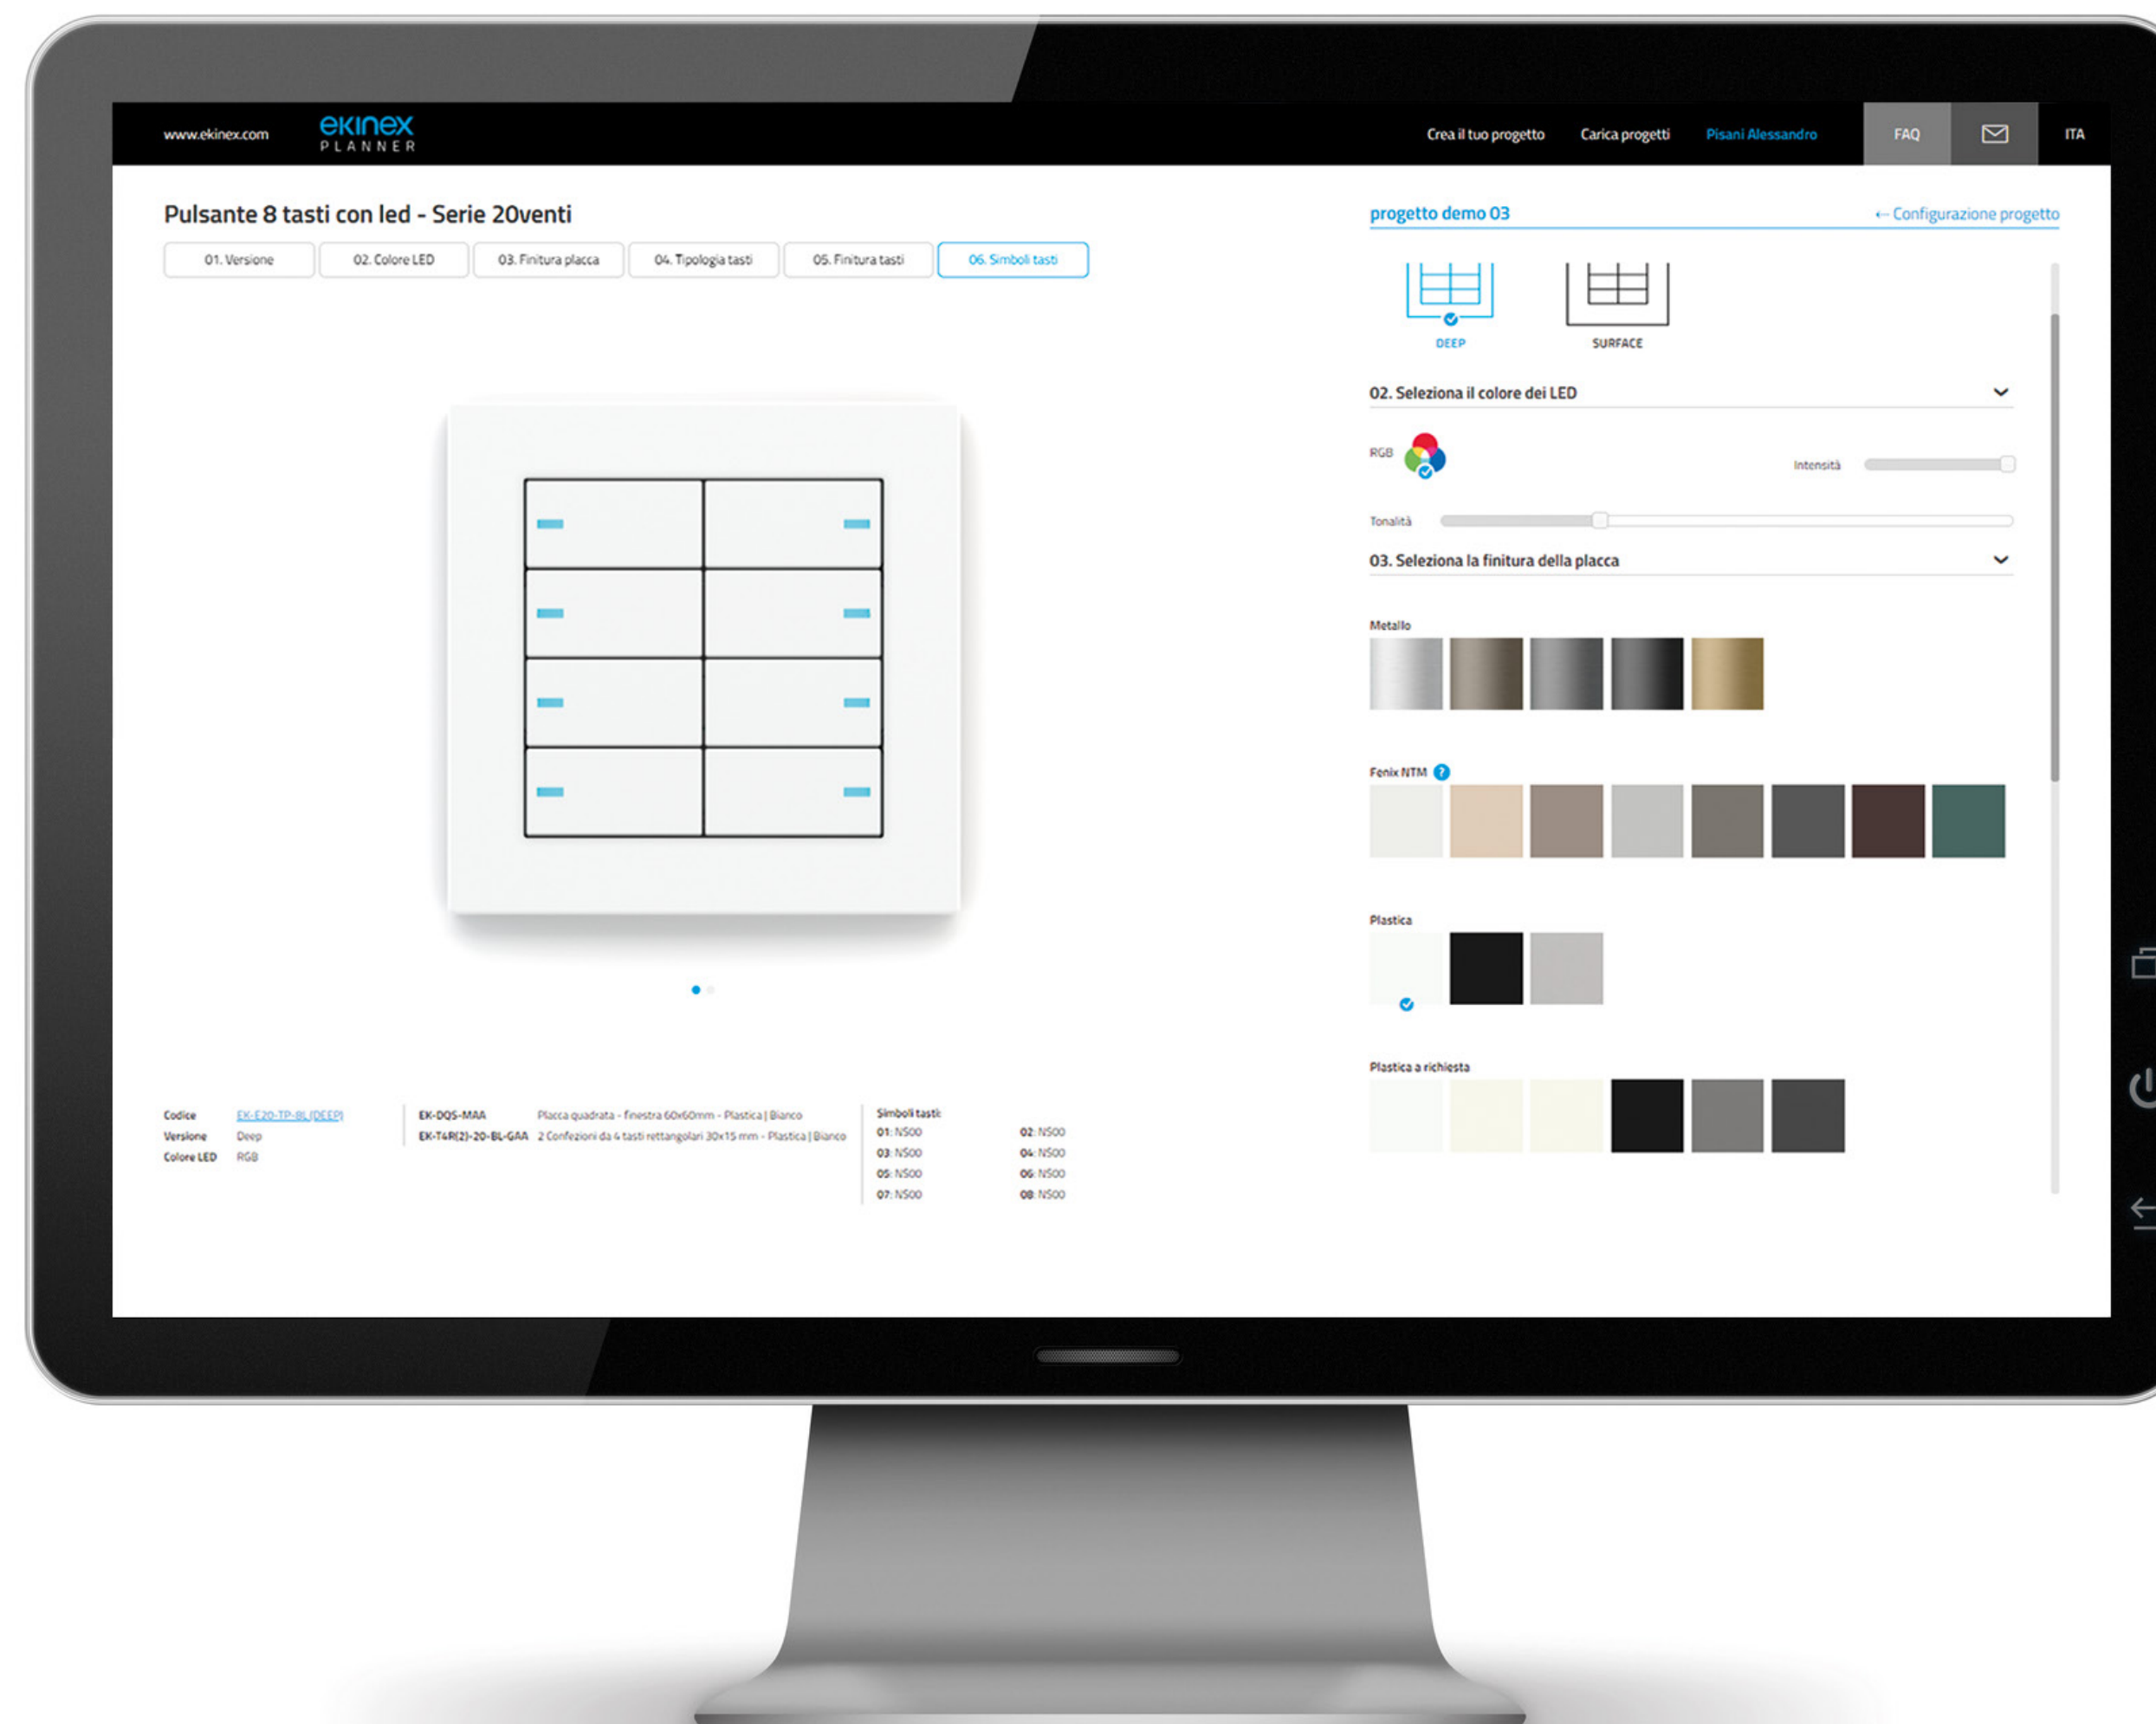 www.ekinex.com
ekinex
PLANNER
Crea il tuo progetto
Carica progetti
Pisani Alessandro
FAQ
ITA
Pulsante 8 tasti con led - Serie 20venti
01. Versione
02. Colore LED
03. Finitura placca
04. Tipologia tasti
05. Finitura tasti
06. Simboli tasti
progetto demo 03
← Configurazione progetto
DEEP
SURFACE
02. Seleziona il colore dei LED
RGB
Intensità
Tonalità
03. Seleziona la finitura della placca
Metallo
Fenix NTM ?
Plastica
Plastica a richiesta
Codice EK-E20-TP-8L(DEEP)
Versione Deep
Colore LED RGB
EK-DQS-MAA Placca quadrata - finestra 60x60mm - Plastica | Bianco
EK-T4R(2)-20-BL-GAA 2 Confezioni da 4 tasti rettangolari 30x15 mm - Plastica | Bianco
Simboli tasti:
01: NS00 02: NS00
03: NS00 04: NS00
05: NS00 06: NS00
07: NS00 08: NS00